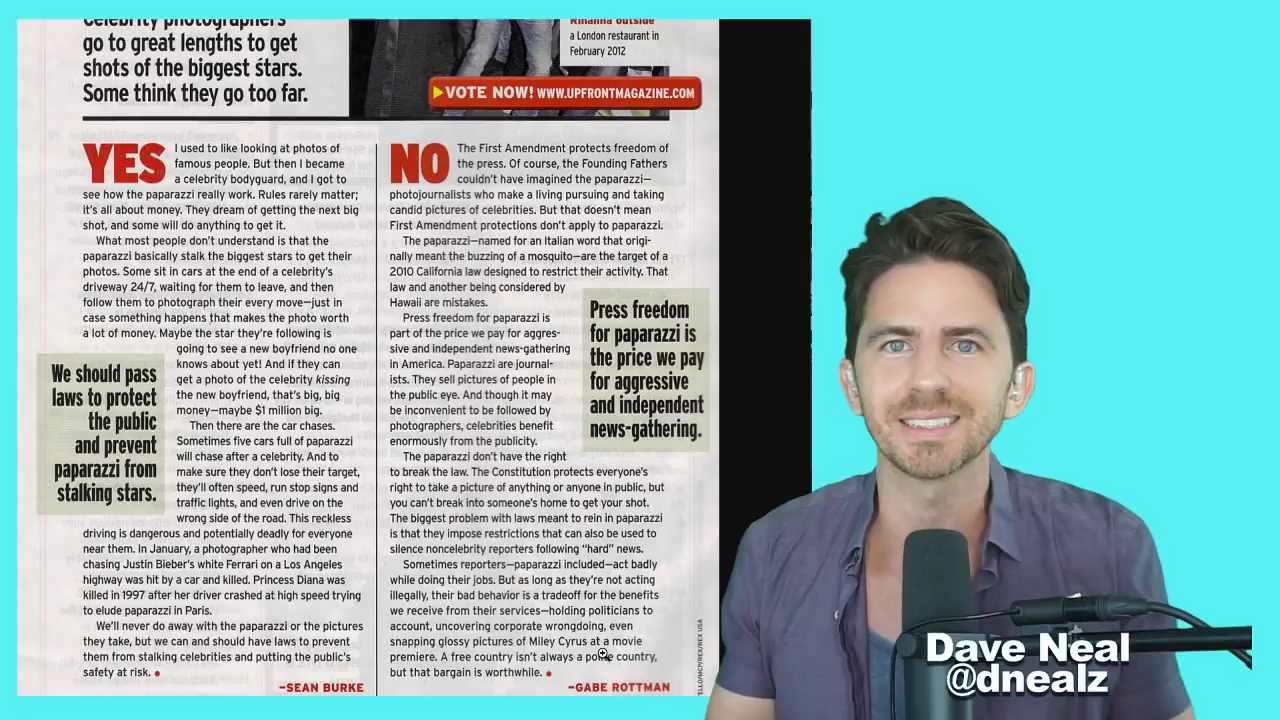 Celebrity photographers
go to great lengths to get
shots of the biggest stars.
Some think they go too far.
Rihanna outside
a London restaurant in
February 2012
VOTE NOW! WWW.UPFRONTMAGAZINE.COM
YES I used to like looking at photos of
famous people. But then I became
a celebrity bodyguard, and I got to
see how the paparazzi really work. Rules rarely matter;
it's all about money. They dream of getting the next big
shot, and some will do anything to get it.
What most people don't understand is that the
paparazzi basically stalk the biggest stars to get their
photos. Some sit in cars at the end of a celebrity's
driveway 24/7, waiting for them to leave, and then
follow them to photograph their every move—just in
case something happens that makes the photo worth
a lot of money. Maybe the star they're following is
going to see a new boyfriend no one
knows about yet! And if they can
get a photo of the celebrity kissing
the new boyfriend, that's big, big
money—maybe $1 million big.
Then there are the car chases.
Sometimes five cars full of paparazzi
will chase after a celebrity. And to
make sure they don't lose their target,
they'll often speed, run stop signs and
traffic lights, and even drive on the
wrong side of the road. This reckless
driving is dangerous and potentially deadly for everyone
near them. In January, a photographer who had been
chasing Justin Bieber's white Ferrari on a Los Angeles
highway was hit by a car and killed. Princess Diana was
killed in 1997 after her driver crashed at high speed trying
to elude paparazzi in Paris.
We'll never do away with the paparazzi or the pictures
they take, but we can and should have laws to prevent
them from stalking celebrities and putting the public's
safety at risk.
–SEAN BURKE
We should pass
laws to protect
the public
and prevent
paparazzi from
stalking stars.
NO The First Amendment protects freedom of
the press. Of course, the Founding Fathers
couldn't have imagined the paparazzi—
photojournalists who make a living pursuing and taking
candid pictures of celebrities. But that doesn't mean
First Amendment protections don't apply to paparazzi.
The paparazzi—named for an Italian word that origi-
nally meant the buzzing of a mosquito—are the target of a
2010 California law designed to restrict their activity. That
law and another being considered by
Hawaii are mistakes.
Press freedom for paparazzi is
part of the price we pay for aggres-
sive and independent news-gathering
in America. Paparazzi are journal-
ists. They sell pictures of people in
the public eye. And though it may
be inconvenient to be followed by
photographers, celebrities benefit
enormously from the publicity.
The paparazzi don't have the right
to break the law. The Constitution protects everyone's
right to take a picture of anything or anyone in public, but
you can't break into someone's home to get your shot.
The biggest problem with laws meant to rein in paparazzi
is that they impose restrictions that can also be used to
silence noncelebrity reporters following "hard" news.
Sometimes reporters—paparazzi included—act badly
while doing their jobs. But as long as they're not acting
illegally, their bad behavior is a tradeoff for the benefits
we receive from their services—holding politicians to
account, uncovering corporate wrongdoing, even
snapping glossy pictures of Miley Cyrus at a movie
premiere. A free country isn't always a polite country,
but that bargain is worthwhile.
–GABE ROTTMAN
Press freedom
for paparazzi is
the price we pay
for aggressive
and independent
news-gathering.
Dave Neal
@dnealz